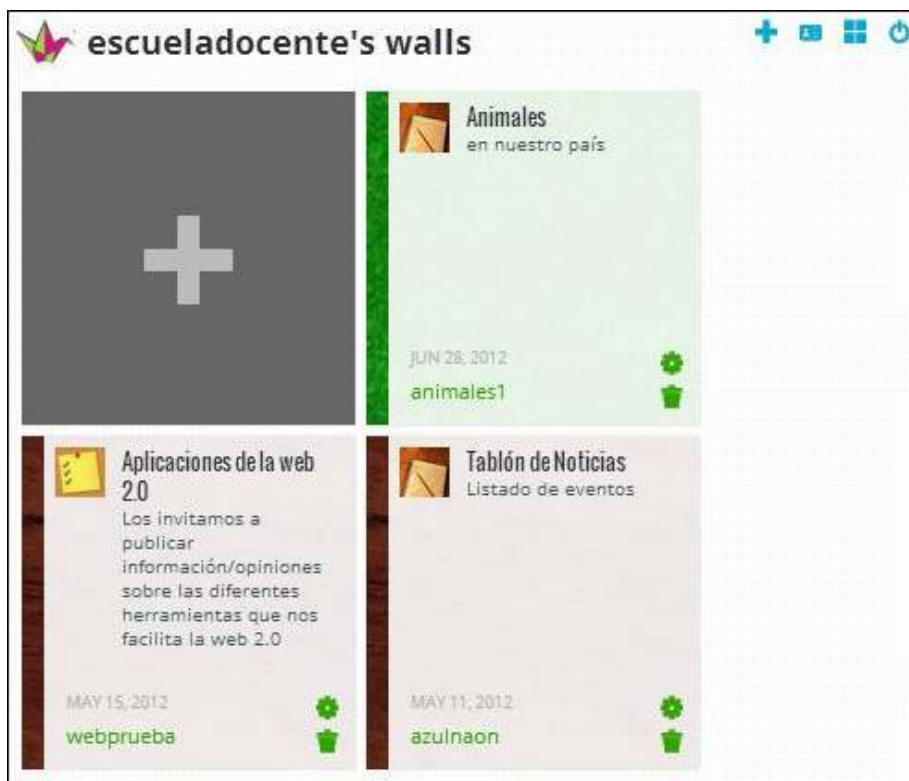 escueladocente's walls
Animales
en nuestro país
JUN 28, 2012
animales1
Aplicaciones de la web
2.0
Los invitamos a
publicar
información/opiniones
sobre las diferentes
herramientas que nos
facilita la web 2.0
MAY 15, 2012
webprueba
Tablón de Noticias
Listado de eventos
MAY 11, 2012
azulnaon